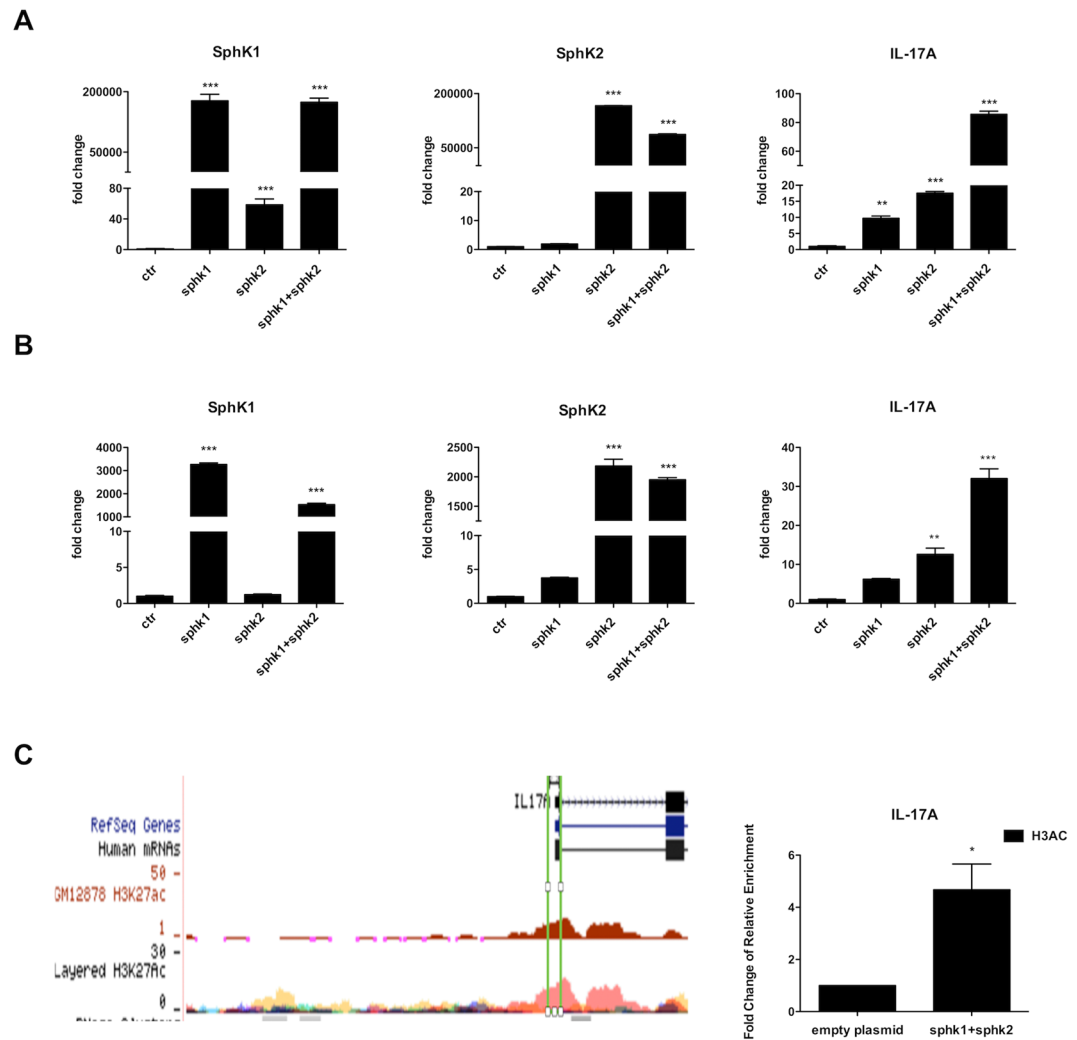 A
SphK1
fold change
200000
50000
80
40
0
***
***
***
ctr
sphk1
sphk2
sphk1+sphk2
SphK2
fold change
200000
50000
20
10
0
***
***
ctr
sphk1
sphk2
sphk1+sphk2
IL-17A
fold change
100
80
60
20
15
10
5
0
**
***
***
ctr
sphk1
sphk2
sphk1+sphk2
B
SphK1
fold change
4000
3000
2000
1000
10
5
0
***
***
ctr
sphk1
sphk2
sphk1+sphk2
SphK2
fold change
2500
2000
1500
10
5
0
***
***
ctr
sphk1
sphk2
sphk1+sphk2
IL-17A
fold change
40
30
20
10
0
**
***
ctr
sphk1
sphk2
sphk1+sphk2
C
IL17A
RefSeq Genes
Human mRNAs
50
GM12878 H3K27ac
1
30
Layered H3K27Ac
0
IL-17A
H3AC
Fold Change of Relative Enrichment
6
4
2
0
*
empty plasmid
sphk1+sphk2